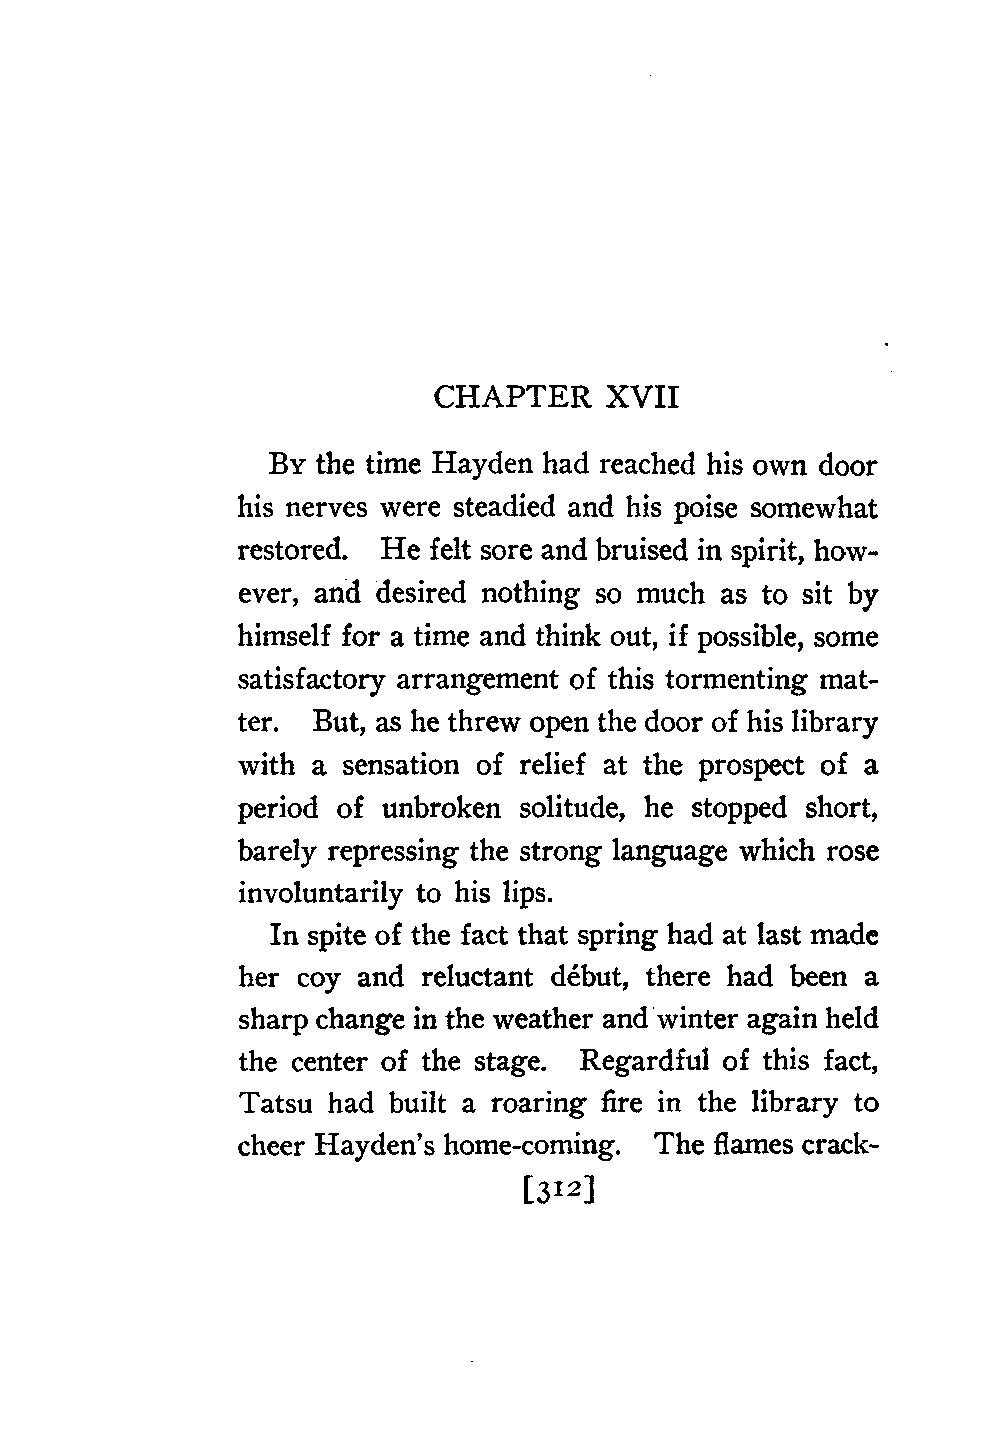 CHAPTER XVII
By the time Hayden had reached his own door
his nerves were steadied and his poise somewhat
restored. He felt sore and bruised in spirit, how-
ever, and desired nothing so much as to sit by
himself for a time and think out, if possible, some
satisfactory arrangement of this tormenting mat-
ter. But, as he threw open the door of his library
with a sensation of relief at the prospect of a
period of unbroken solitude, he stopped short,
barely repressing the strong language which rose
involuntarily to his lips.
In spite of the fact that spring had at last made
her coy and reluctant début, there had been a
sharp change in the weather and winter again held
the center of the stage. Regardful of this fact,
Tatsu had built a roaring fire in the library to
cheer Hayden's home-coming. The flames crack-
[312]